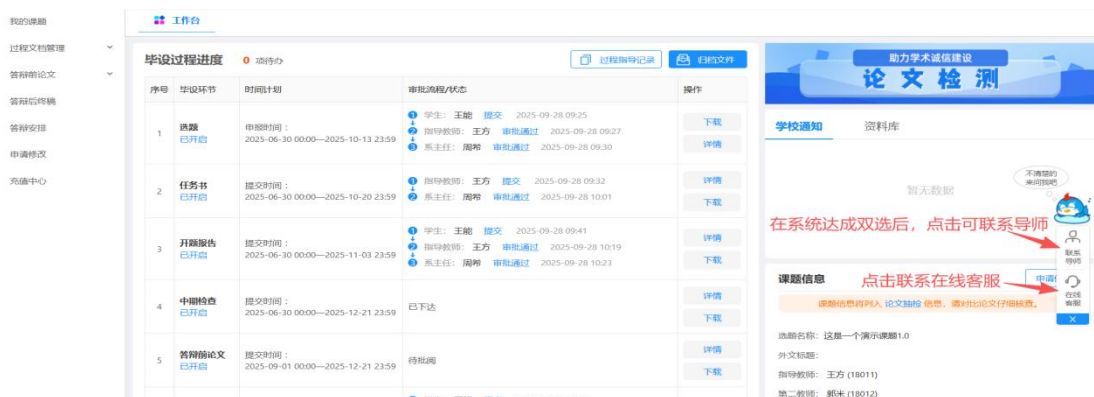 我的课题
过程文档管理
答辩前论文
答辩后终稿
答辩安排
申请修改
充值中心
工作台
毕设过程进度 0 项待办
过程指导记录
归档文件
序号 毕设环节 时间计划 审批流程/状态 操作
1 选题 已开启
申报时间：
2025-06-30 00:00—2025-10-13 23:59
1 学生： 王能 提交 2025-09-28 09:25
2 指导教师： 王方 审批通过 2025-09-28 09:27
3 系主任： 周希 审批通过 2025-09-28 09:30
下载
详情
2 任务书 已开启
提交时间：
2025-06-30 00:00—2025-10-20 23:59
1 指导教师： 王方 提交 2025-09-28 09:32
2 系主任： 周希 审批通过 2025-09-28 10:01
详情
下载
3 开题报告 已开启
提交时间：
2025-06-30 00:00—2025-11-03 23:59
1 学生： 王能 提交 2025-09-28 09:41
2 指导教师： 王方 审批通过 2025-09-28 10:19
3 系主任： 周希 审批通过 2025-09-28 10:23
详情
下载
4 中期检查 已开启
提交时间：
2025-06-30 00:00—2025-12-21 23:59
已下达
详情
下载
5 答辩前论文 已开启
提交时间：
2025-09-01 00:00—2025-12-21 23:59
待批阅
详情
下载
助力学术诚信建设
论文检测
学校通知 资料库
暂无数据
不清楚的
来问我吧
在系统达成双选后，点击可联系导师
联系
导师
课题信息
点击联系在线客服
在线
客服
X
课题信息将列入 论文抽检 信息，请对比论文仔细核查。
选题名称： 这是一个演示课题1.0
外文标题：
指导教师： 王方 (18011)
第二教师： 郭米 (18012)